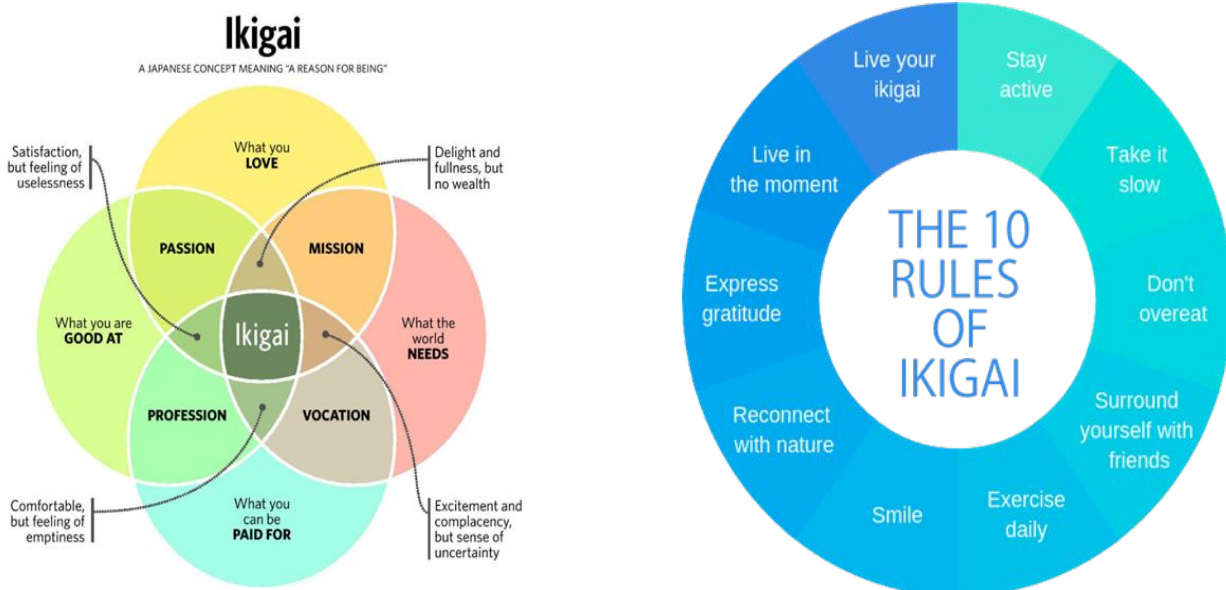 Ikigai
A JAPANESE CONCEPT MEANING "A REASON FOR BEING"
What you
LOVE
Satisfaction,
but feeling of
uselessness
Delight and
fullness, but
no wealth
PASSION
MISSION
What you are
GOOD AT
Ikigai
What the
world
NEEDS
PROFESSION
VOCATION
Comfortable,
but feeling of
emptiness
What you
can be
PAID FOR
Excitement and
complacency,
but sense of
uncertainty
THE 10
RULES
OF
IKIGAI
Stay
active
Take it
slow
Don't
overeat
Surround
yourself with
friends
Exercise
daily
Smile
Reconnect
with nature
Express
gratitude
Live in
the moment
Live your
ikigai